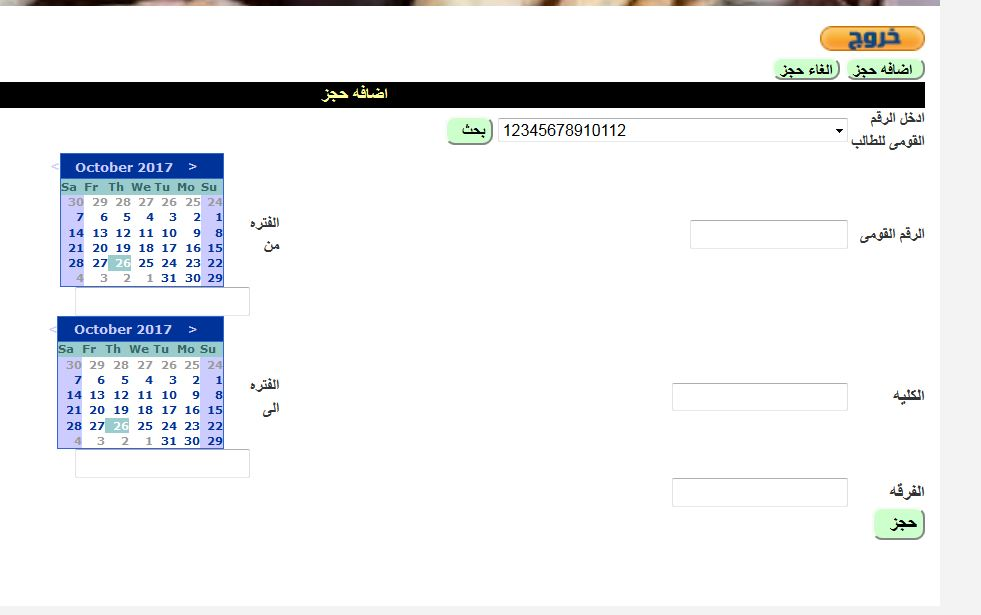 خروج
اضافه حجز
الغاء حجز
اضافه حجز
ادخل الرقم
القومى للطالب
12345678910112
بحث
الرقم القومى
الفتره
من
< October 2017 >
Sa Fr Th We Tu Mo Su
30 29 28 27 26 25 24
7 6 5 4 3 2 1
14 13 12 11 10 9 8
21 20 19 18 17 16 15
28 27 26 25 24 23 22
4 3 2 1 31 30 29
الكليه
الفتره
الى
< October 2017 >
Sa Fr Th We Tu Mo Su
30 29 28 27 26 25 24
7 6 5 4 3 2 1
14 13 12 11 10 9 8
21 20 19 18 17 16 15
28 27 26 25 24 23 22
4 3 2 1 31 30 29
الفرقه
حجز